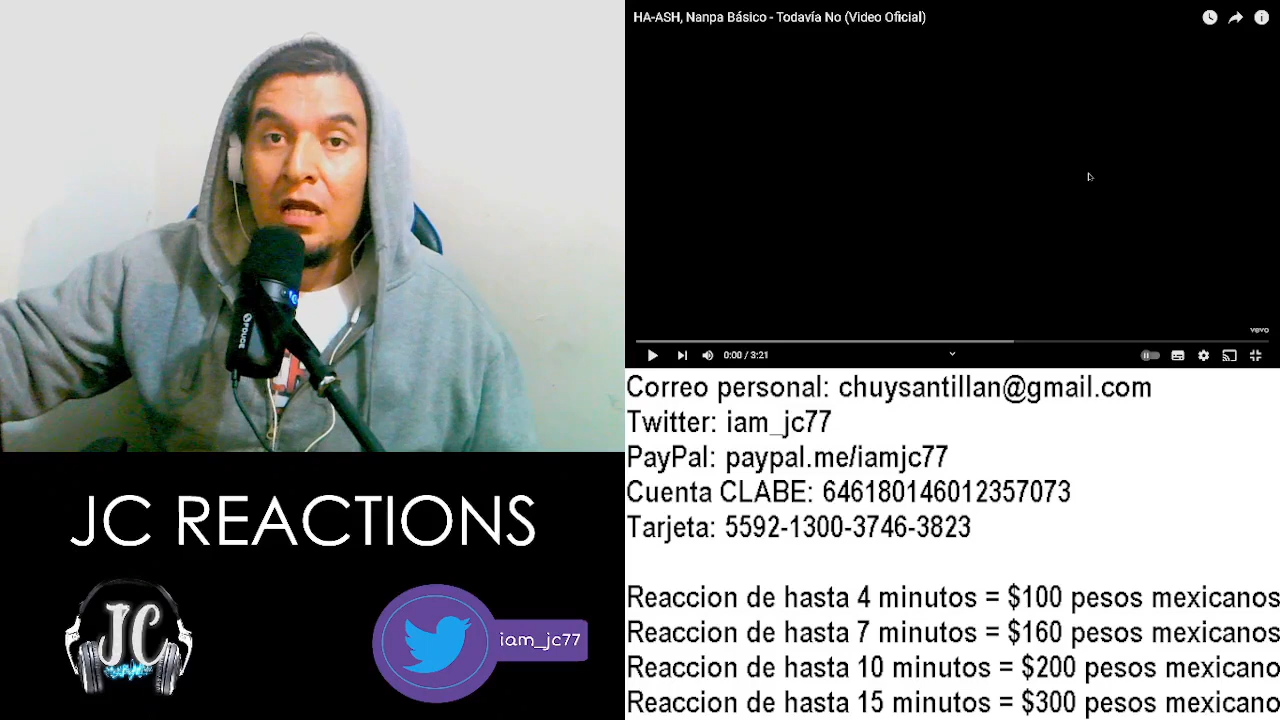 HA-ASH, Nanpa Básico - Todavía No (Video Oficial)
vevo
0:00 / 3:21
Correo personal: chuysantillan@gmail.com
Twitter: iam_jc77
PayPal: paypal.me/iamjc77
Cuenta CLABE: 646180146012357073
Tarjeta: 5592-1300-3746-3823
Reaccion de hasta 4 minutos = $100 pesos mexicanos
Reaccion de hasta 7 minutos = $160 pesos mexicanos
Reaccion de hasta 10 minutos = $200 pesos mexicano
Reaccion de hasta 15 minutos = $300 pesos mexicano
JC REACTIONS
JC
iam_jc77